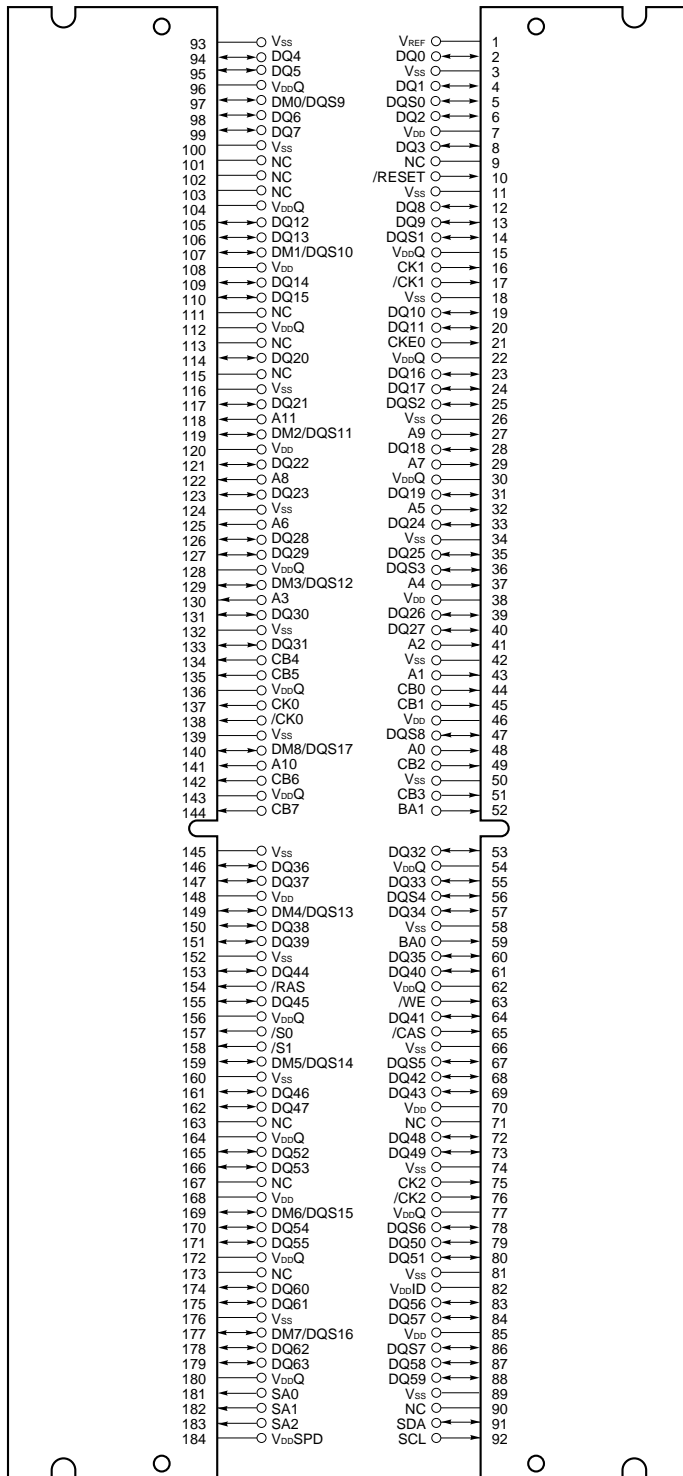 93 Vss VREF 1
94 DQ4 DQ0 2
95 DQ5 Vss 3
96 VDDQ DQ1 4
97 DM0/DQS9 DQS0 5
98 DQ6 DQ2 6
99 DQ7 VDD 7
100 Vss DQ3 8
101 NC NC 9
102 NC /RESET 10
103 NC Vss 11
104 VDDQ DQ8 12
105 DQ12 DQ9 13
106 DQ13 DQS1 14
107 DM1/DQS10 VDDQ 15
108 VDD CK1 16
109 DQ14 /CK1 17
110 DQ15 Vss 18
111 NC DQ10 19
112 VDDQ DQ11 20
113 NC CKE0 21
114 DQ20 VDDQ 22
115 NC DQ16 23
116 Vss DQ17 24
117 DQ21 DQS2 25
118 A11 Vss 26
119 DM2/DQS11 A9 27
120 VDD DQ18 28
121 DQ22 A7 29
122 A8 VDDQ 30
123 DQ23 DQ19 31
124 Vss A5 32
125 A6 DQ24 33
126 DQ28 Vss 34
127 DQ29 DQ25 35
128 VDDQ DQS3 36
129 DM3/DQS12 A4 37
130 A3 VDD 38
131 DQ30 DQ26 39
132 Vss DQ27 40
133 DQ31 A2 41
134 CB4 Vss 42
135 CB5 A1 43
136 VDDQ CB0 44
137 CK0 CB1 45
138 /CK0 VDD 46
139 Vss DQS8 47
140 DM8/DQS17 A0 48
141 A10 CB2 49
142 CB6 Vss 50
143 VDDQ CB3 51
144 CB7 BA1 52
145 Vss DQ32 53
146 DQ36 VDDQ 54
147 DQ37 DQ33 55
148 VDD DQS4 56
149 DM4/DQS13 DQ34 57
150 DQ38 Vss 58
151 DQ39 BA0 59
152 Vss DQ35 60
153 DQ44 DQ40 61
154 /RAS VDDQ 62
155 DQ45 /WE 63
156 VDDQ DQ41 64
157 /S0 /CAS 65
158 /S1 Vss 66
159 DM5/DQS14 DQS5 67
160 Vss DQ42 68
161 DQ46 DQ43 69
162 DQ47 VDD 70
163 NC NC 71
164 VDDQ DQ48 72
165 DQ52 DQ49 73
166 DQ53 Vss 74
167 NC CK2 75
168 VDD /CK2 76
169 DM6/DQS15 VDDQ 77
170 DQ54 DQS6 78
171 DQ55 DQ50 79
172 VDDQ DQ51 80
173 NC Vss 81
174 DQ60 VDDID 82
175 DQ61 DQ56 83
176 Vss DQ57 84
177 DM7/DQS16 VDD 85
178 DQ62 DQS7 86
179 DQ63 DQ58 87
180 VDDQ DQ59 88
181 SA0 Vss 89
182 SA1 NC 90
183 SA2 SDA 91
184 VDDSPD SCL 92